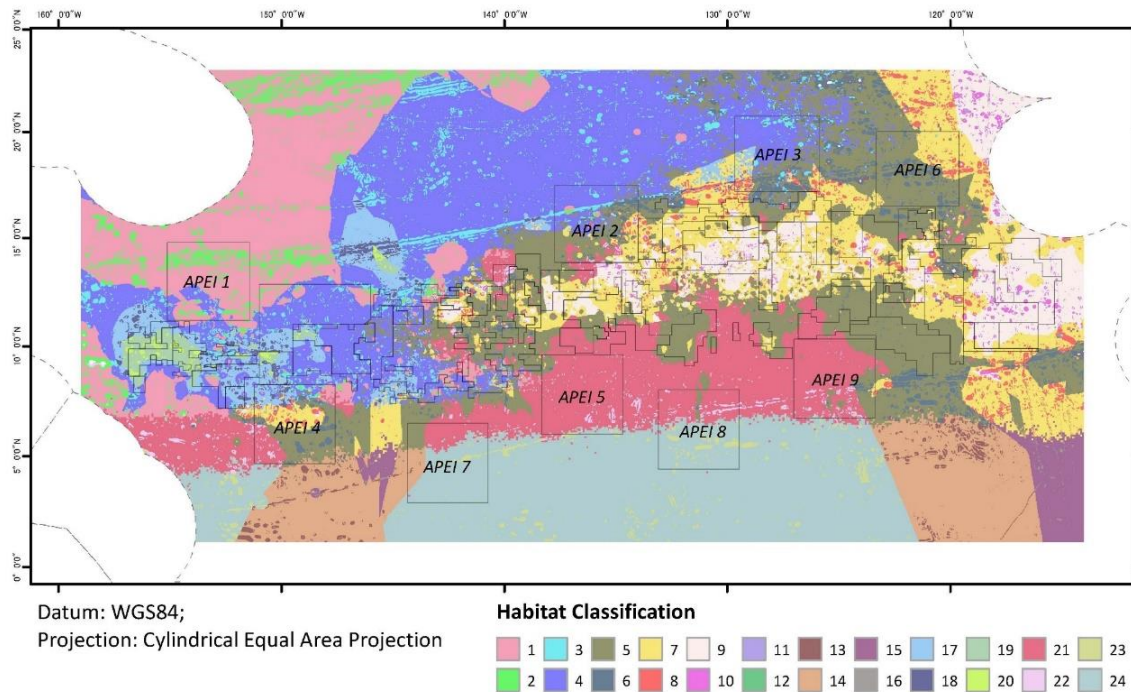 160° 0'0"W 150° 0'0"W 140° 0'0"W 130° 0'0"W 120° 0'0"W
25° 0'0"N
20° 0'0"N
15° 0'0"N
10° 0'0"N
5° 0'0"N
0° 0'0"N
APEI 3
APEI 6
APEI 2
APEI 1
APEI 9
APEI 5
APEI 4
APEI 8
APEI 7
Datum: WGS84;
Projection: Cylindrical Equal Area Projection
Habitat Classification
1 3 5 7 9 11 13 15 17 19 21 23
2 4 6 8 10 12 14 16 18 20 22 24